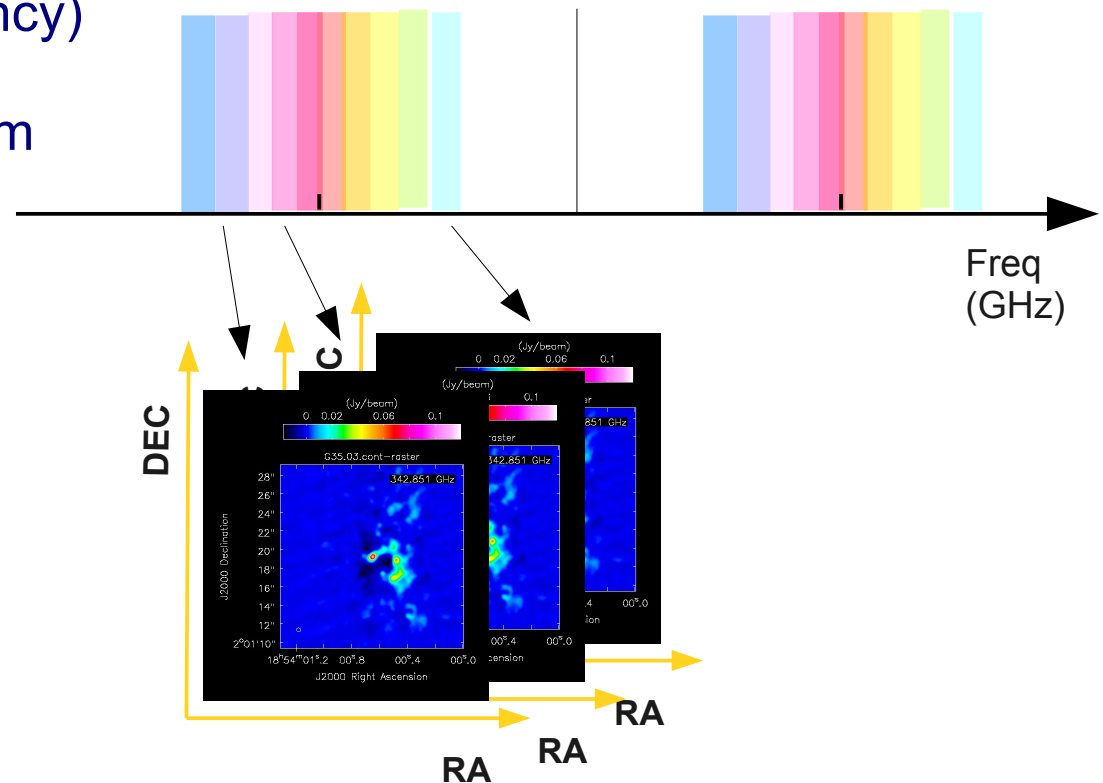 ncy)
m
Freq
(GHz)
C
C
DEC
(Jy/beam)
0 0.02 0.06 0.1
(Jy/beam)
0.1
(Jy/beam)
0 0.02 0.06 0.1
G35.03.cont-raster
raster
er
342.851 GHz
342.851 GHz
851 GHz
J2000 Declination
28"
26"
24"
22"
20"
18"
16"
14"
12"
2°01'10"
18ʰ54ᵐ01ˢ.2 00ˢ.8 00ˢ.4 00ˢ.0
J2000 Right Ascension
00ˢ.4 00ˢ.0
cension
.4 00ˢ.0
ion
RA
RA
RA